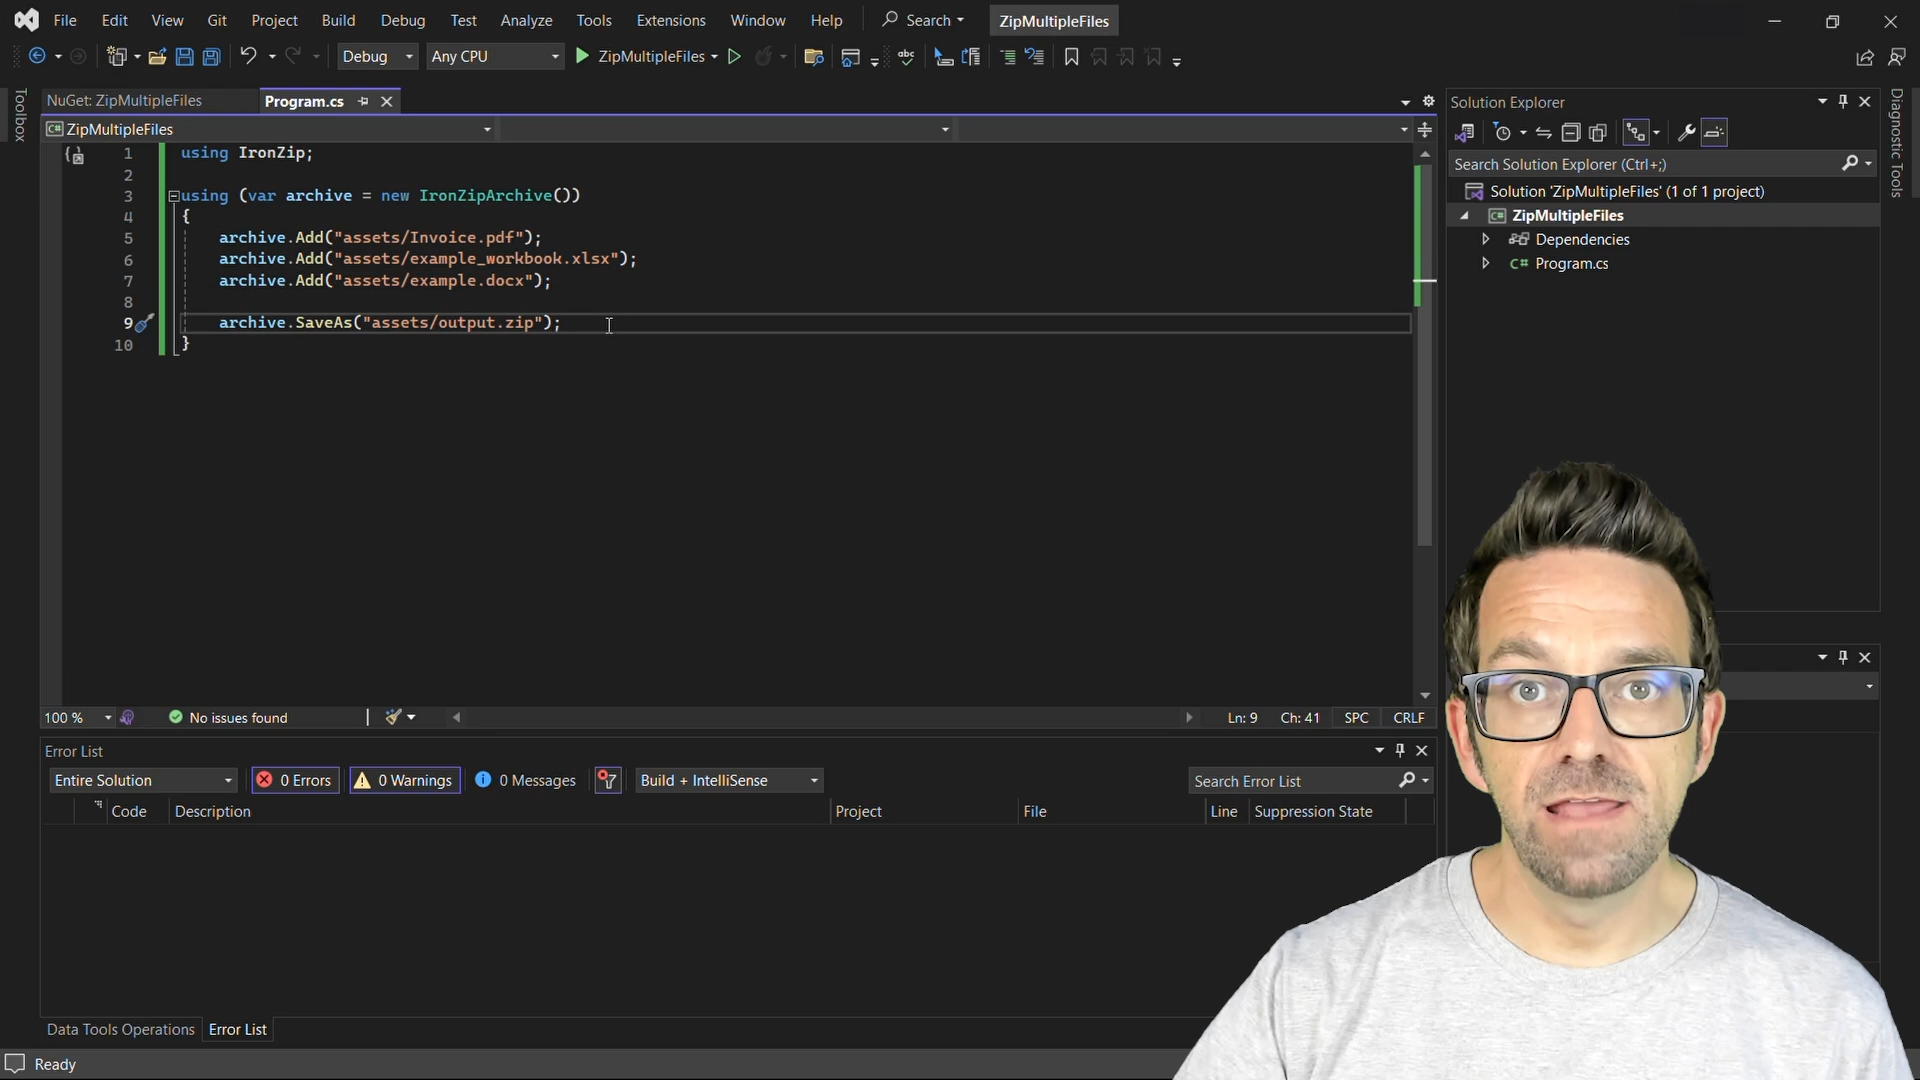 File Edit View Git Project Build Debug Test Analyze Tools Extensions Window Help Search ZipMultipleFiles
Debug Any CPU ZipMultipleFiles
Toolbox
NuGet: ZipMultipleFiles Program.cs
ZipMultipleFiles
1 using IronZip;
2
3 using (var archive = new IronZipArchive())
4 {
5 archive.Add("assets/Invoice.pdf");
6 archive.Add("assets/example_workbook.xlsx");
7 archive.Add("assets/example.docx");
8
9 archive.SaveAs("assets/output.zip");
10 }
100 % No issues found Ln: 9 Ch: 41 SPC CRLF
Error List
Entire Solution 0 Errors 0 Warnings 0 Messages Build + IntelliSense Search Error List
Code Description Project File Line Suppression State
Data Tools Operations Error List
Ready
Solution Explorer
Search Solution Explorer (Ctrl+;)
Solution 'ZipMultipleFiles' (1 of 1 project)
ZipMultipleFiles
Dependencies
C# Program.cs
Diagnostic Tools